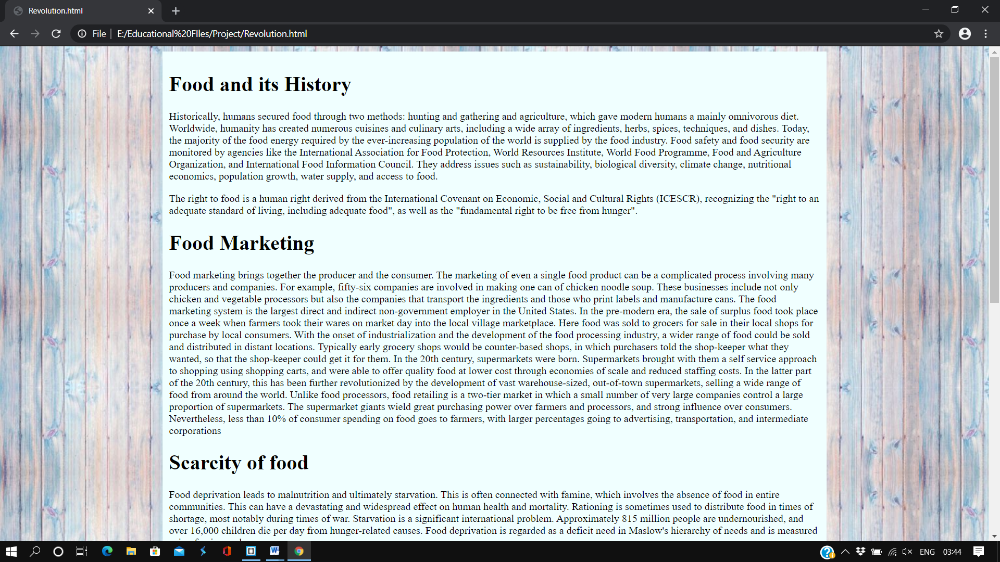 Revolution.html
File
E:/Educational%20FIles/Project/Revolution.html
Food and its History
Historically, humans secured food through two methods: hunting and gathering and agriculture, which gave modern humans a mainly omnivorous diet.
Worldwide, humanity has created numerous cuisines and culinary arts, including a wide array of ingredients, herbs, spices, techniques, and dishes. Today,
the majority of the food energy required by the ever-increasing population of the world is supplied by the food industry. Food safety and food security are
monitored by agencies like the International Association for Food Protection, World Resources Institute, World Food Programme, Food and Agriculture
Organization, and International Food Information Council. They address issues such as sustainability, biological diversity, climate change, nutritional
economics, population growth, water supply, and access to food.
The right to food is a human right derived from the International Covenant on Economic, Social and Cultural Rights (ICESCR), recognizing the "right to an
adequate standard of living, including adequate food", as well as the "fundamental right to be free from hunger".
Food Marketing
Food marketing brings together the producer and the consumer. The marketing of even a single food product can be a complicated process involving many
producers and companies. For example, fifty-six companies are involved in making one can of chicken noodle soup. These businesses include not only
chicken and vegetable processors but also the companies that transport the ingredients and those who print labels and manufacture cans. The food
marketing system is the largest direct and indirect non-government employer in the United States. In the pre-modern era, the sale of surplus food took place
once a week when farmers took their wares on market day into the local village marketplace. Here food was sold to grocers for sale in their local shops for
purchase by local consumers. With the onset of industrialization and the development of the food processing industry, a wider range of food could be sold
and distributed in distant locations. Typically early grocery shops would be counter-based shops, in which purchasers told the shop-keeper what they
wanted, so that the shop-keeper could get it for them. In the 20th century, supermarkets were born. Supermarkets brought with them a self service approach
to shopping using shopping carts, and were able to offer quality food at lower cost through economies of scale and reduced staffing costs. In the latter part
of the 20th century, this has been further revolutionized by the development of vast warehouse-sized, out-of-town supermarkets, selling a wide range of
food from around the world. Unlike food processors, food retailing is a two-tier market in which a small number of very large companies control a large
proportion of supermarkets. The supermarket giants wield great purchasing power over farmers and processors, and strong influence over consumers.
Nevertheless, less than 10% of consumer spending on food goes to farmers, with larger percentages going to advertising, transportation, and intermediate
corporations
Scarcity of food
Food deprivation leads to malnutrition and ultimately starvation. This is often connected with famine, which involves the absence of food in entire
communities. This can have a devastating and widespread effect on human health and mortality. Rationing is sometimes used to distribute food in times of
shortage, most notably during times of war. Starvation is a significant international problem. Approximately 815 million people are undernourished, and
over 16,000 children die per day from hunger-related causes. Food deprivation is regarded as a deficit need in Maslow's hierarchy of needs and is measured
ENG
03:44